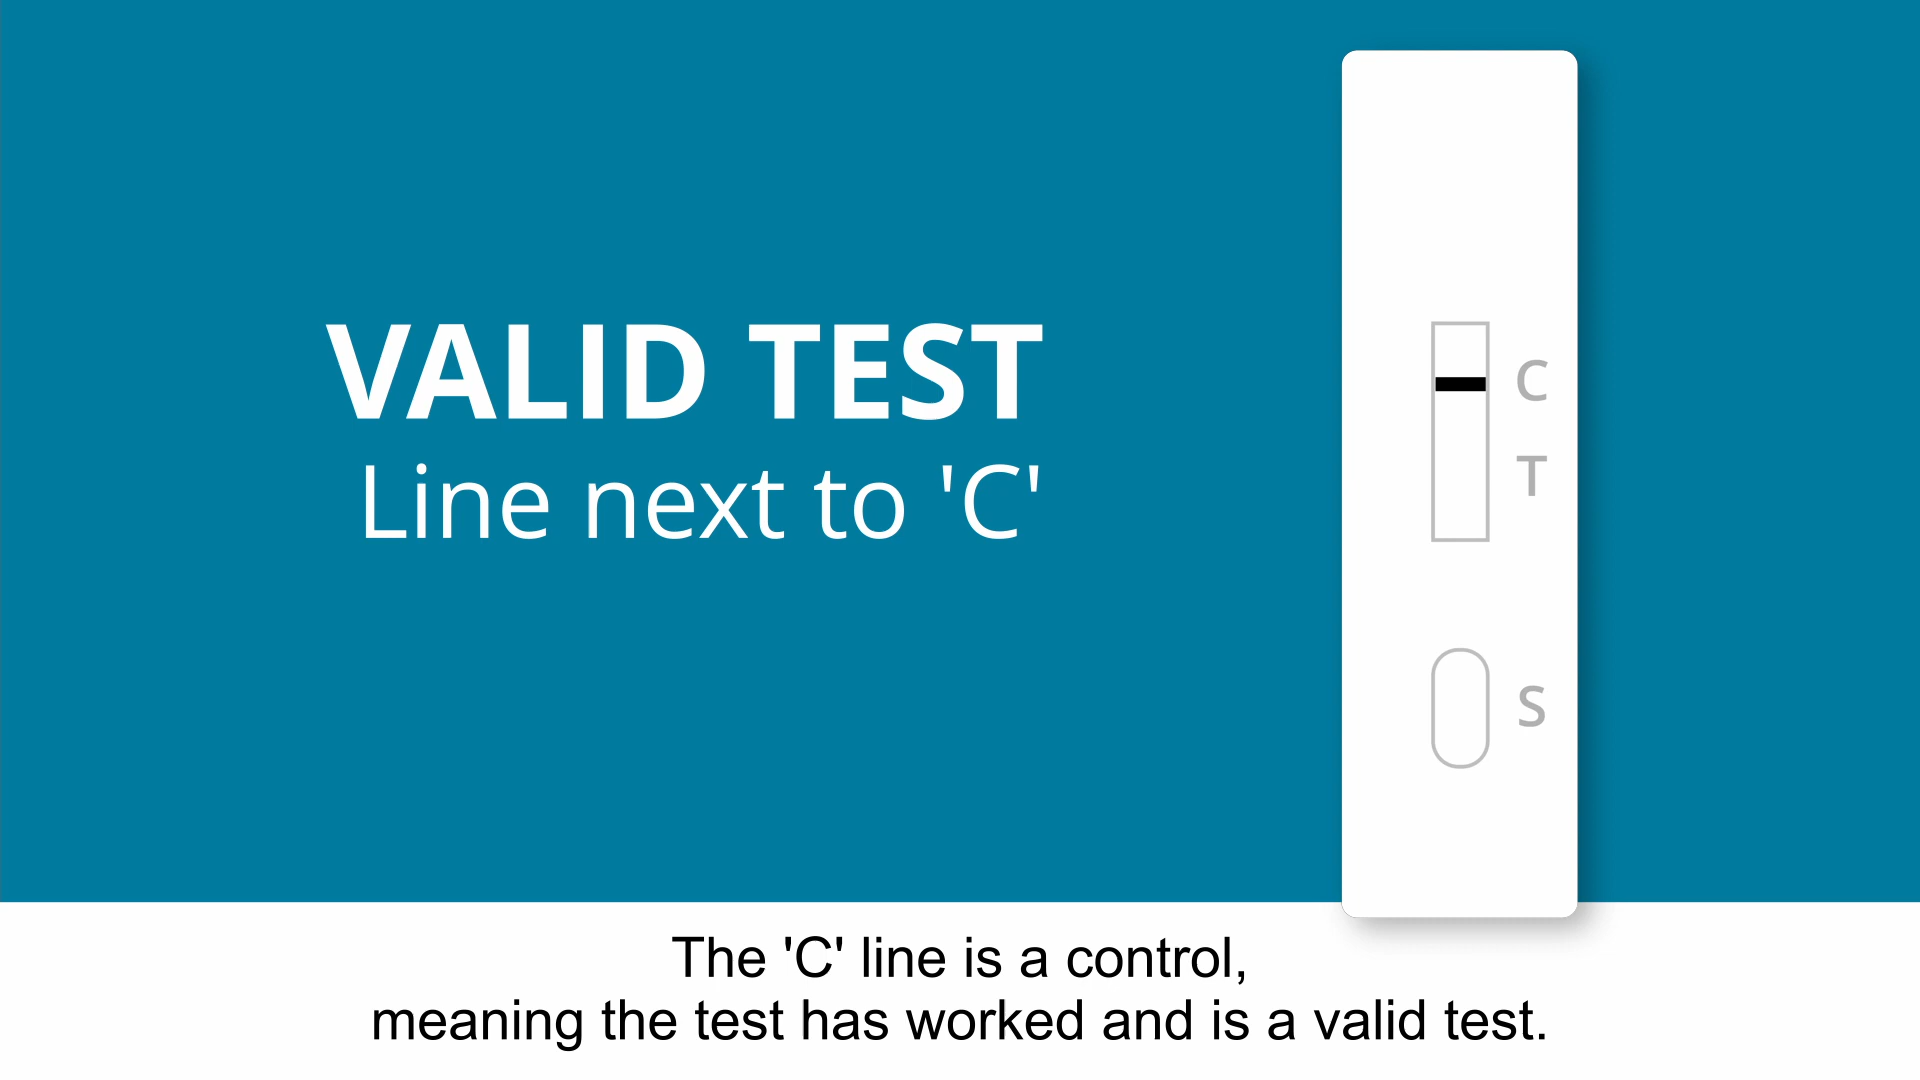 VALID TEST
Line next to 'C'
C
T
S
The 'C' line is a control,
meaning the test has worked and is a valid test.